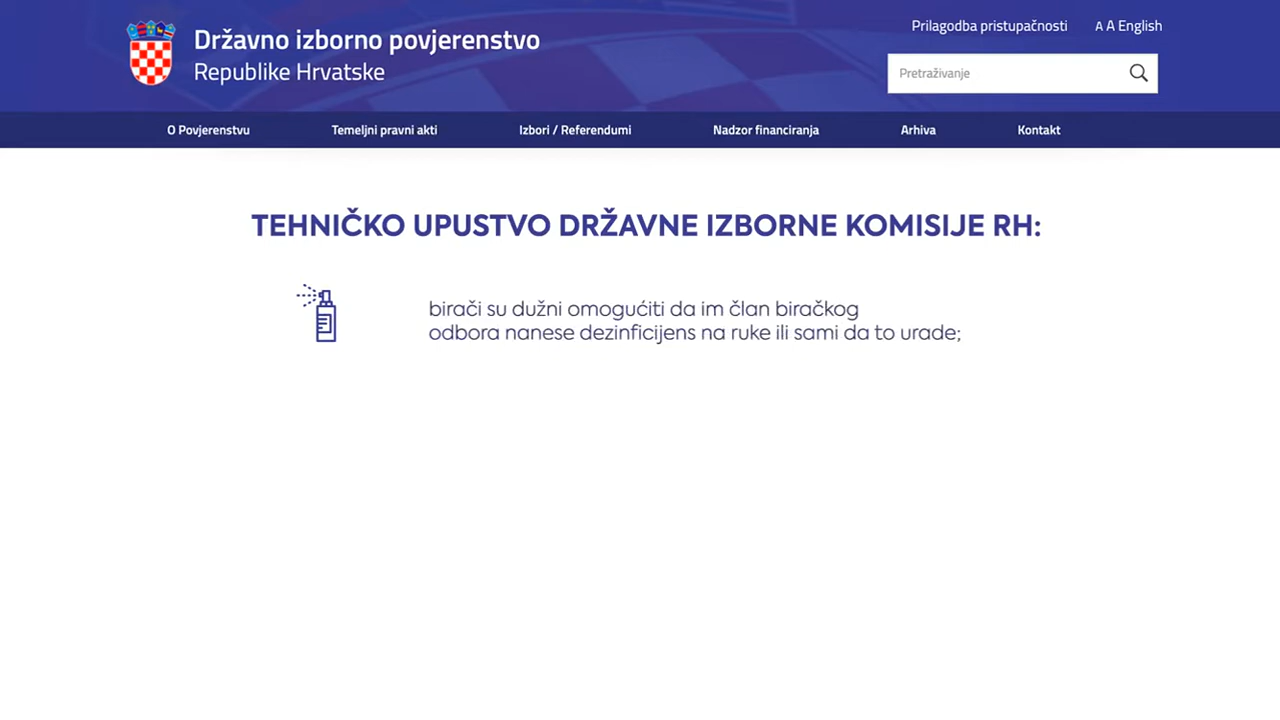 Državno izborno povjerenstvo
Republike Hrvatske
Prilagodba pristupačnosti
A A English
Pretraživanje
O Povjerenstvu
Temeljni pravni akti
Izbori / Referendumi
Nadzor financiranja
Arhiva
Kontakt
TEHNIČKO UPUSTVO DRŽAVNE IZBORNE KOMISIJE RH:
birači su dužni omogućiti da im član biračkog
odbora nanese dezinficijens na ruke ili sami da to urade;